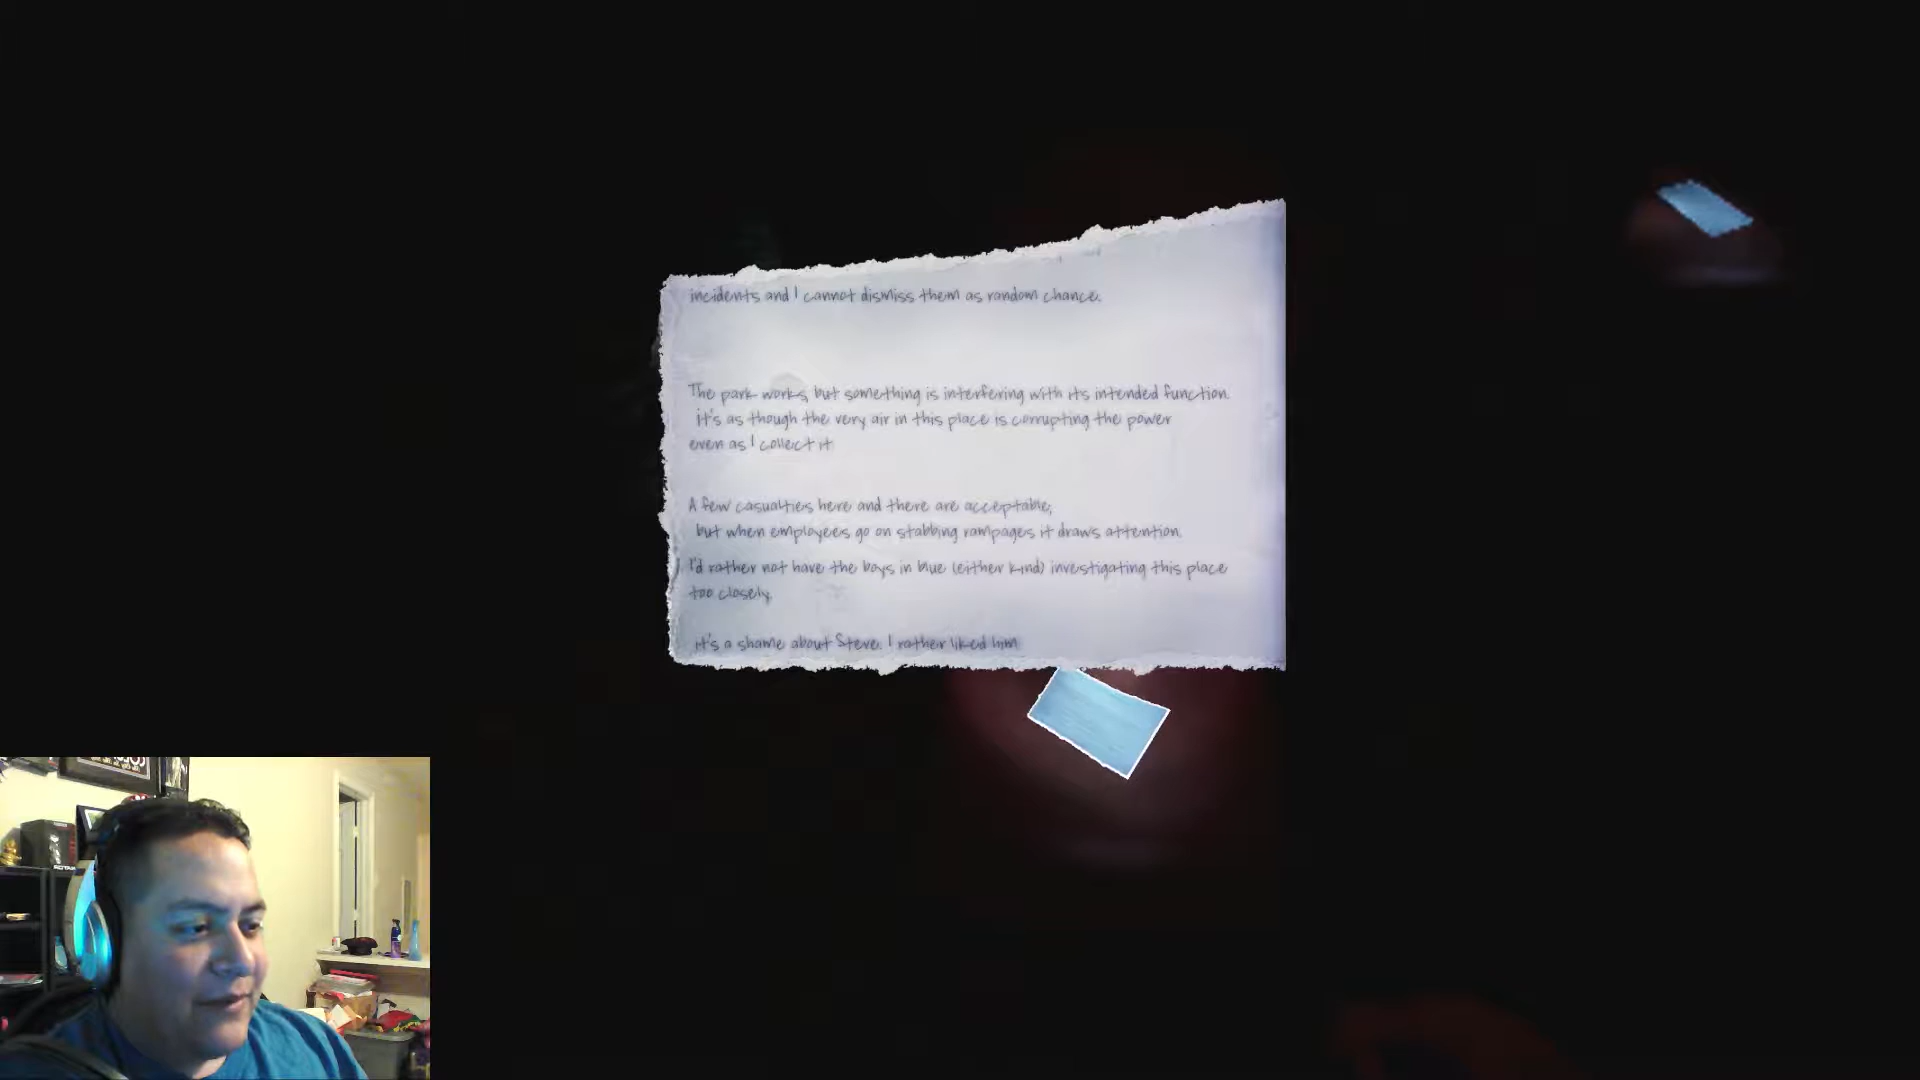 incidents and I cannot dismiss them as random chance.
The park works, but something is interfering with its intended function.
it's as though the very air in this place is corrupting the power
even as I collect it
A few casualties here and there are acceptable,
but when employees go on stabbing rampages it draws attention.
I'd rather not have the boys in blue (either kind) investigating this place
too closely.
it's a shame about Steve. I rather liked him